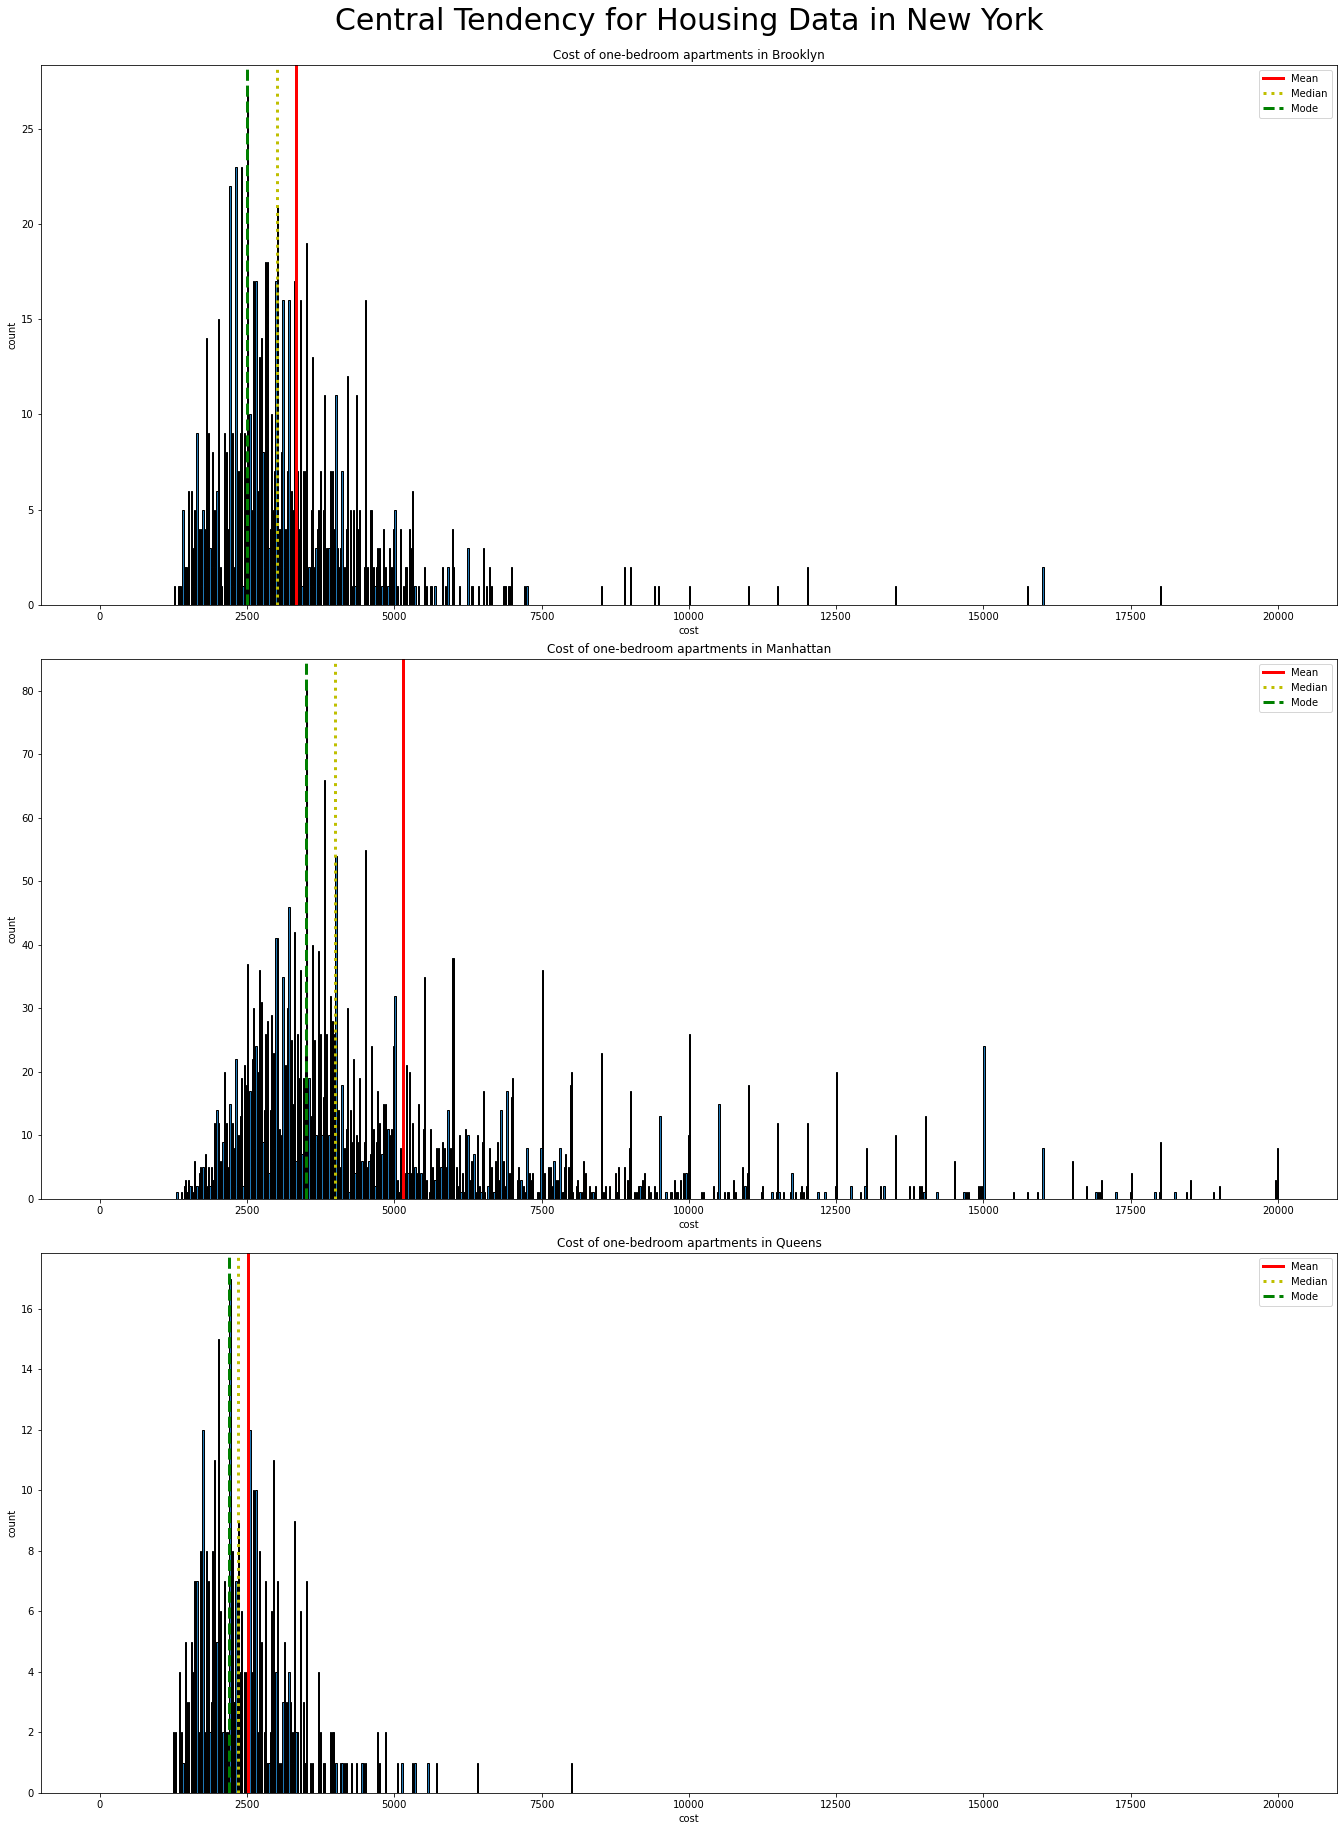 Central Tendency for Housing Data in New York
Cost of one-bedroom apartments in Brooklyn
Mean
Median
Mode
25
20
15
10
5
0
count
0 2500 5000 7500 10000 12500 15000 17500 20000
cost
Cost of one-bedroom apartments in Manhattan
Mean
Median
Mode
80
70
60
50
40
30
20
10
0
count
0 2500 5000 7500 10000 12500 15000 17500 20000
cost
Cost of one-bedroom apartments in Queens
Mean
Median
Mode
16
14
12
10
8
6
4
2
0
count
0 2500 5000 7500 10000 12500 15000 17500 20000
cost